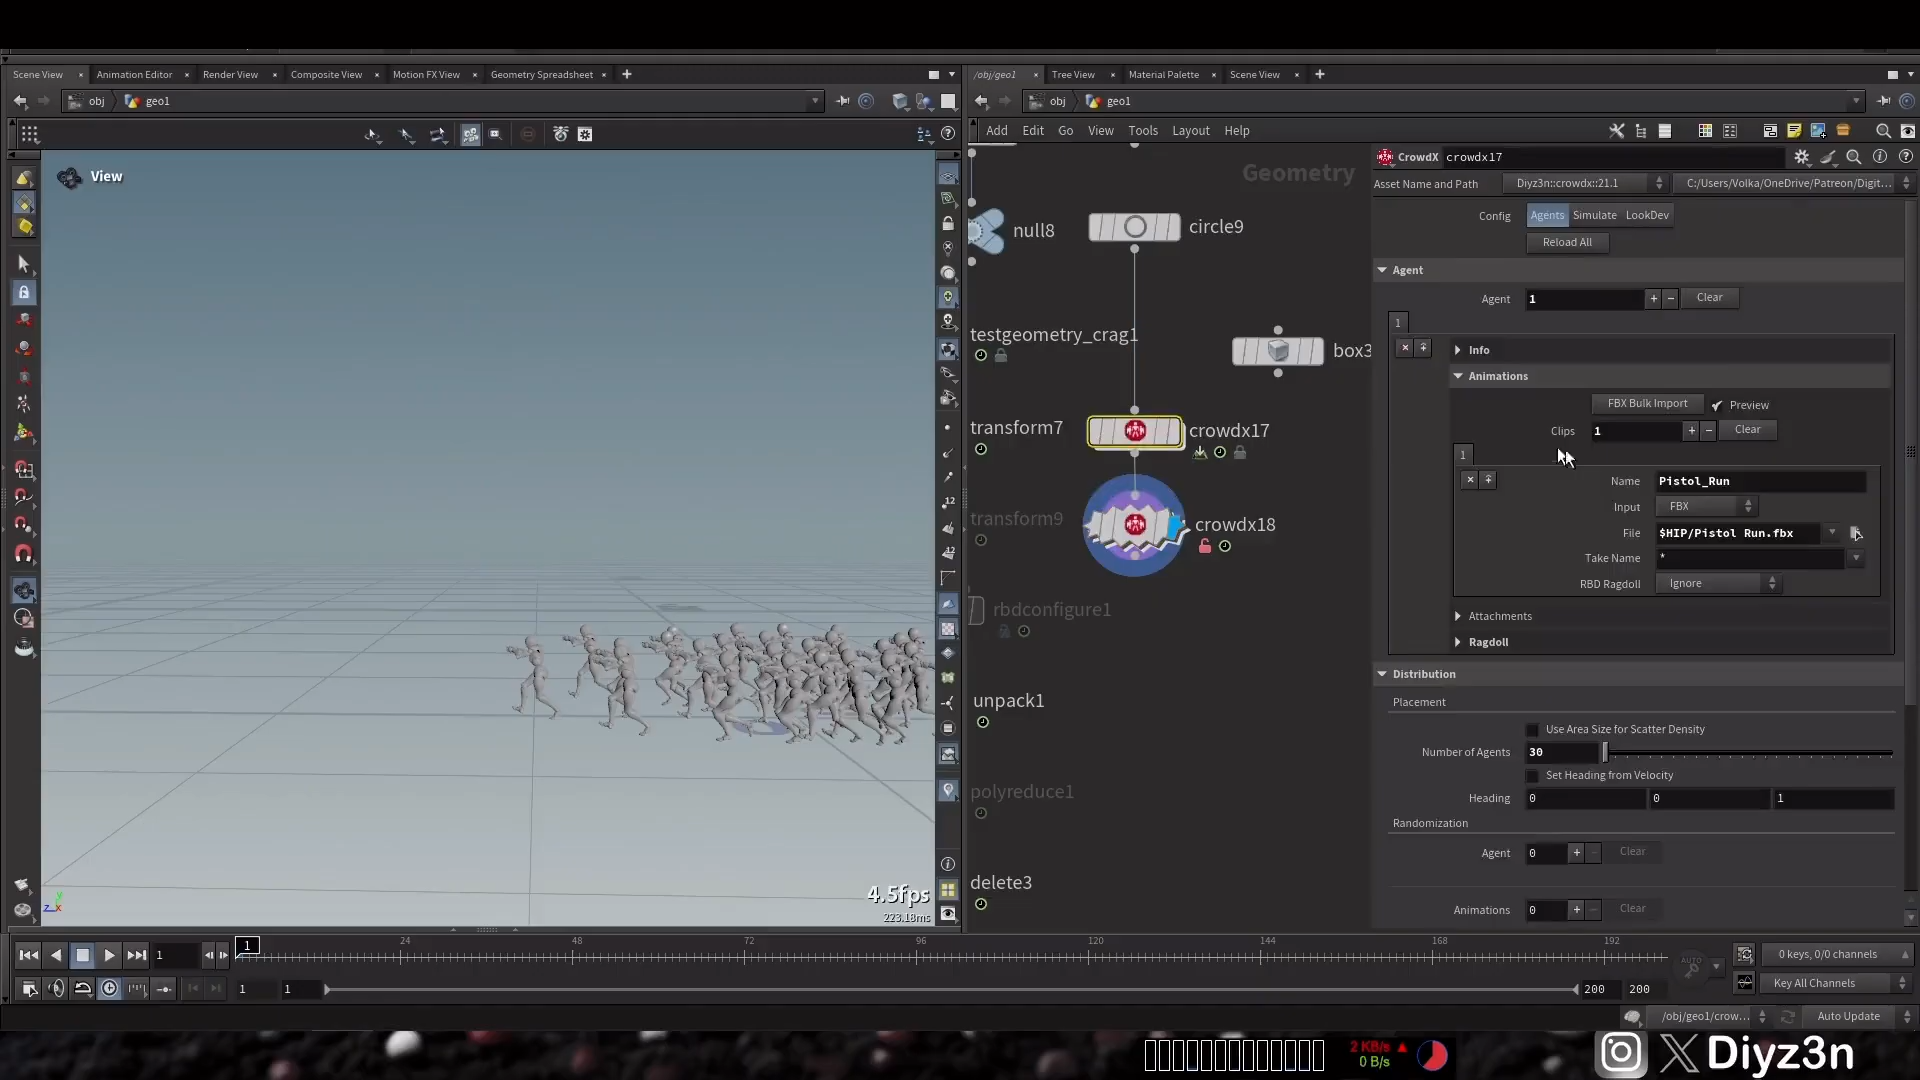 Scene View
Animation Editor
Render View
Composite View
Motion FX View
Geometry Spreadsheet
obj
geo1
View
4.5fps
223.18ms
/obj/geo1
Tree View
Material Palette
Scene View
obj
geo1
Add Edit Go View Tools Layout Help
Geometry
null8
circle9
testgeometry_crag1
box3
transform7
crowdx17
transform9
crowdx18
rbdconfigure1
unpack1
polyreduce1
delete3
CrowdX crowdx17
Asset Name and Path Diyz3n::crowdx::21.1 C:/Users/Volka/OneDrive/Patreon/Digit...
Config Agents Simulate LookDev
Reload All
Agent
Agent 1 + − Clear
1
Info
Animations
FBX Bulk Import Preview
Clips 1 + − Clear
1
Name Pistol_Run
Input FBX
File $HIP/Pistol Run.fbx
Take Name *
RBD Ragdoll Ignore
Attachments
Ragdoll
Distribution
Placement
Use Area Size for Scatter Density
Number of Agents 30
Set Heading from Velocity
Heading 0 0 1
Randomization
Agent 0 + Clear
Animations 0 + Clear
1 1 24 48 72 96 120 144 168 192
AUTO
0 keys, 0/0 channels
1 1 200 200
Key All Channels
/obj/geo1/crow...
Auto Update
2 KB/s
0 B/s
Diyz3n